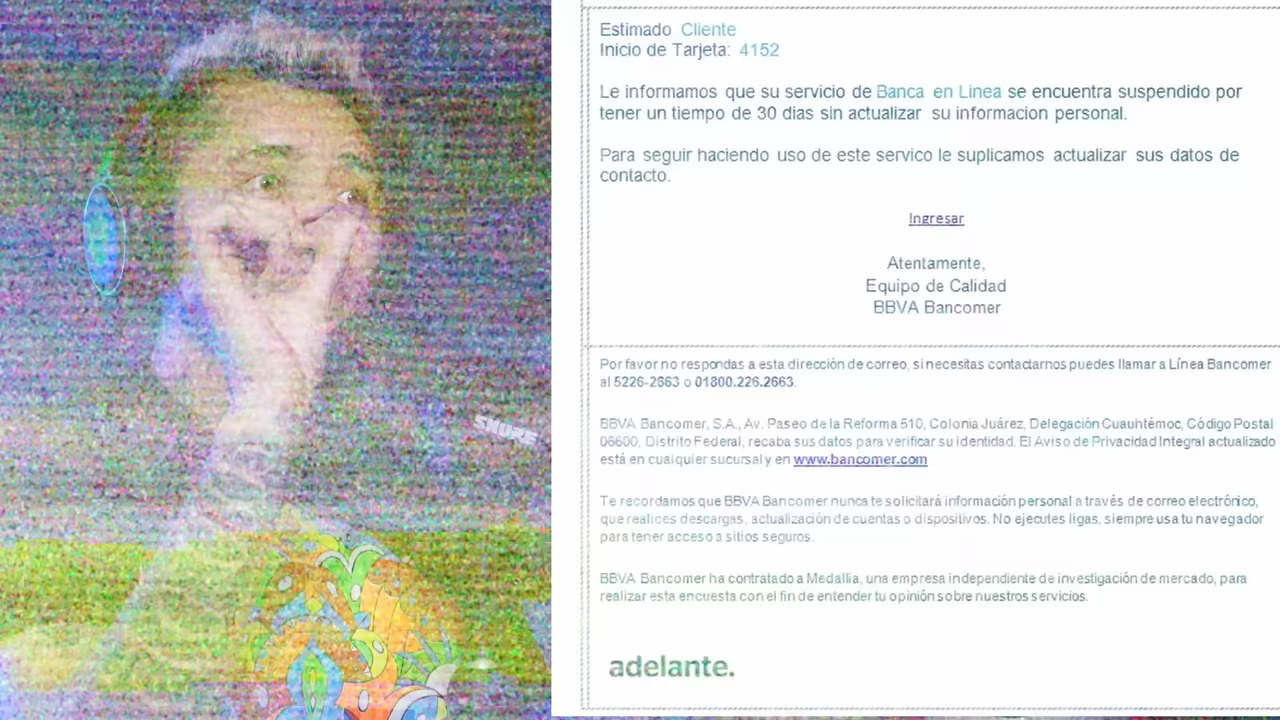 Estimado Cliente
Inicio de Tarjeta: 4152
Le informamos que su servicio de Banca en Linea se encuentra suspendido por
tener un tiempo de 30 dias sin actualizar su informacion personal.
Para seguir haciendo uso de este servico le suplicamos actualizar sus datos de
contacto.
Ingresar
Atentamente,
Equipo de Calidad
BBVA Bancomer
Por favor no respondas a esta dirección de correo, si necesitas contactarnos puedes llamar a Línea Bancomer
al 5226-2663 o 01800.226.2663.
BBVA Bancomer, S.A., Av. Paseo de la Reforma 510, Colonia Juárez, Delegación Cuauhtémoc, Código Postal
06600, Distrito Federal, recaba sus datos para verificar su identidad. El Aviso de Privacidad Integral actualizado
está en cualquier sucursal y en www.bancomer.com
Te recordamos que BBVA Bancomer nunca te solicitará información personal a través de correo electrónico,
que realices descargas, actualización de cuentas o dispositivos. No ejecutes ligas, siempre usa tu navegador
para tener acceso a sitios seguros.
BBVA Bancomer ha contratado a Medallia, una empresa independiente de investigación de mercado, para
realizar esta encuesta con el fin de entender tu opinión sobre nuestros servicios.
adelante.